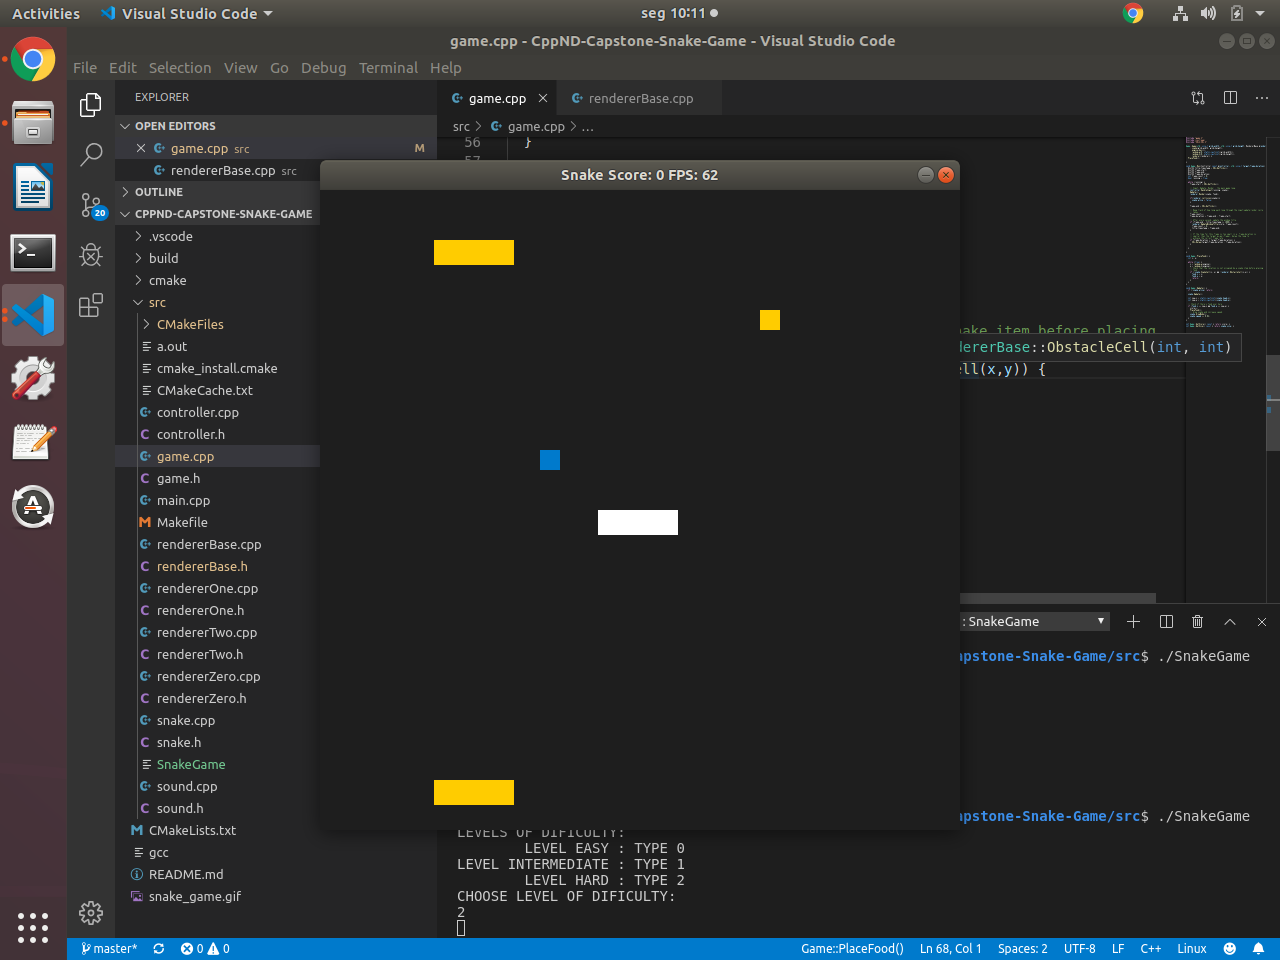 Activities
Visual Studio Code
seg 10:11
game.cpp - CppND-Capstone-Snake-Game - Visual Studio Code
File Edit Selection View Go Debug Terminal Help
EXPLORER
game.cpp
rendererBase.cpp
OPEN EDITORS
game.cpp src M
rendererBase.cpp src
OUTLINE
CPPND-CAPSTONE-SNAKE-GAME
.vscode
build
cmake
src
CMakeFiles
a.out
cmake_install.cmake
CMakeCache.txt
controller.cpp
controller.h
game.cpp
game.h
main.cpp
Makefile
rendererBase.cpp
rendererBase.h
rendererOne.cpp
rendererOne.h
rendererTwo.cpp
rendererTwo.h
rendererZero.cpp
rendererZero.h
snake.cpp
snake.h
SnakeGame
sound.cpp
sound.h
CMakeLists.txt
gcc
README.md
snake_game.gif
20
src > game.cpp > ...
56 }
57
Snake Score: 0 FPS: 62
item before placing
dererBase::ObstacleCell(int, int)
ell(x,y)) {
: SnakeGame
apstone-Snake-Game/src$ ./SnakeGame
apstone-Snake-Game/src$ ./SnakeGame
LEVELS OF DIFICULTY:
LEVEL EASY : TYPE 0
LEVEL INTERMEDIATE : TYPE 1
LEVEL HARD : TYPE 2
CHOOSE LEVEL OF DIFICULTY:
2
master* 0 0 Game::PlaceFood() Ln 68, Col 1 Spaces: 2 UTF-8 LF C++ Linux